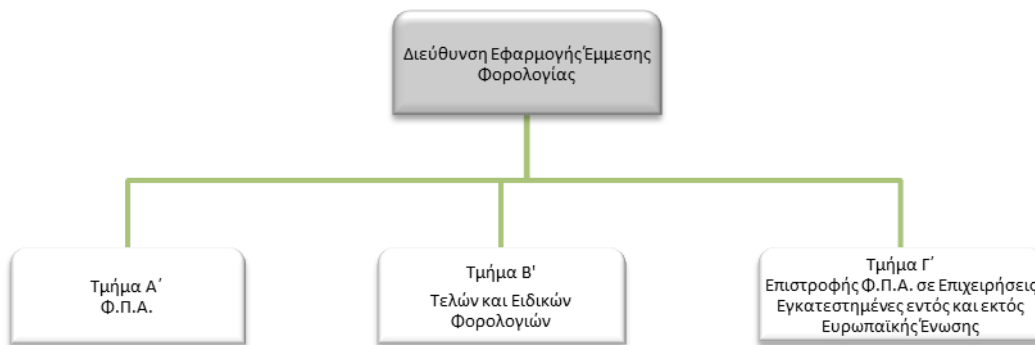 Διεύθυνση Εφαρμογής Έμμεσης
Φορολογίας
Τμήμα Α΄
Φ.Π.Α.
Τμήμα Β'
Τελών και Ειδικών
Φορολογιών
Τμήμα Γ΄
Επιστροφής Φ.Π.Α. σε Επιχειρήσεις
Εγκατεστημένες εντός και εκτός
Ευρωπαϊκής Ένωσης